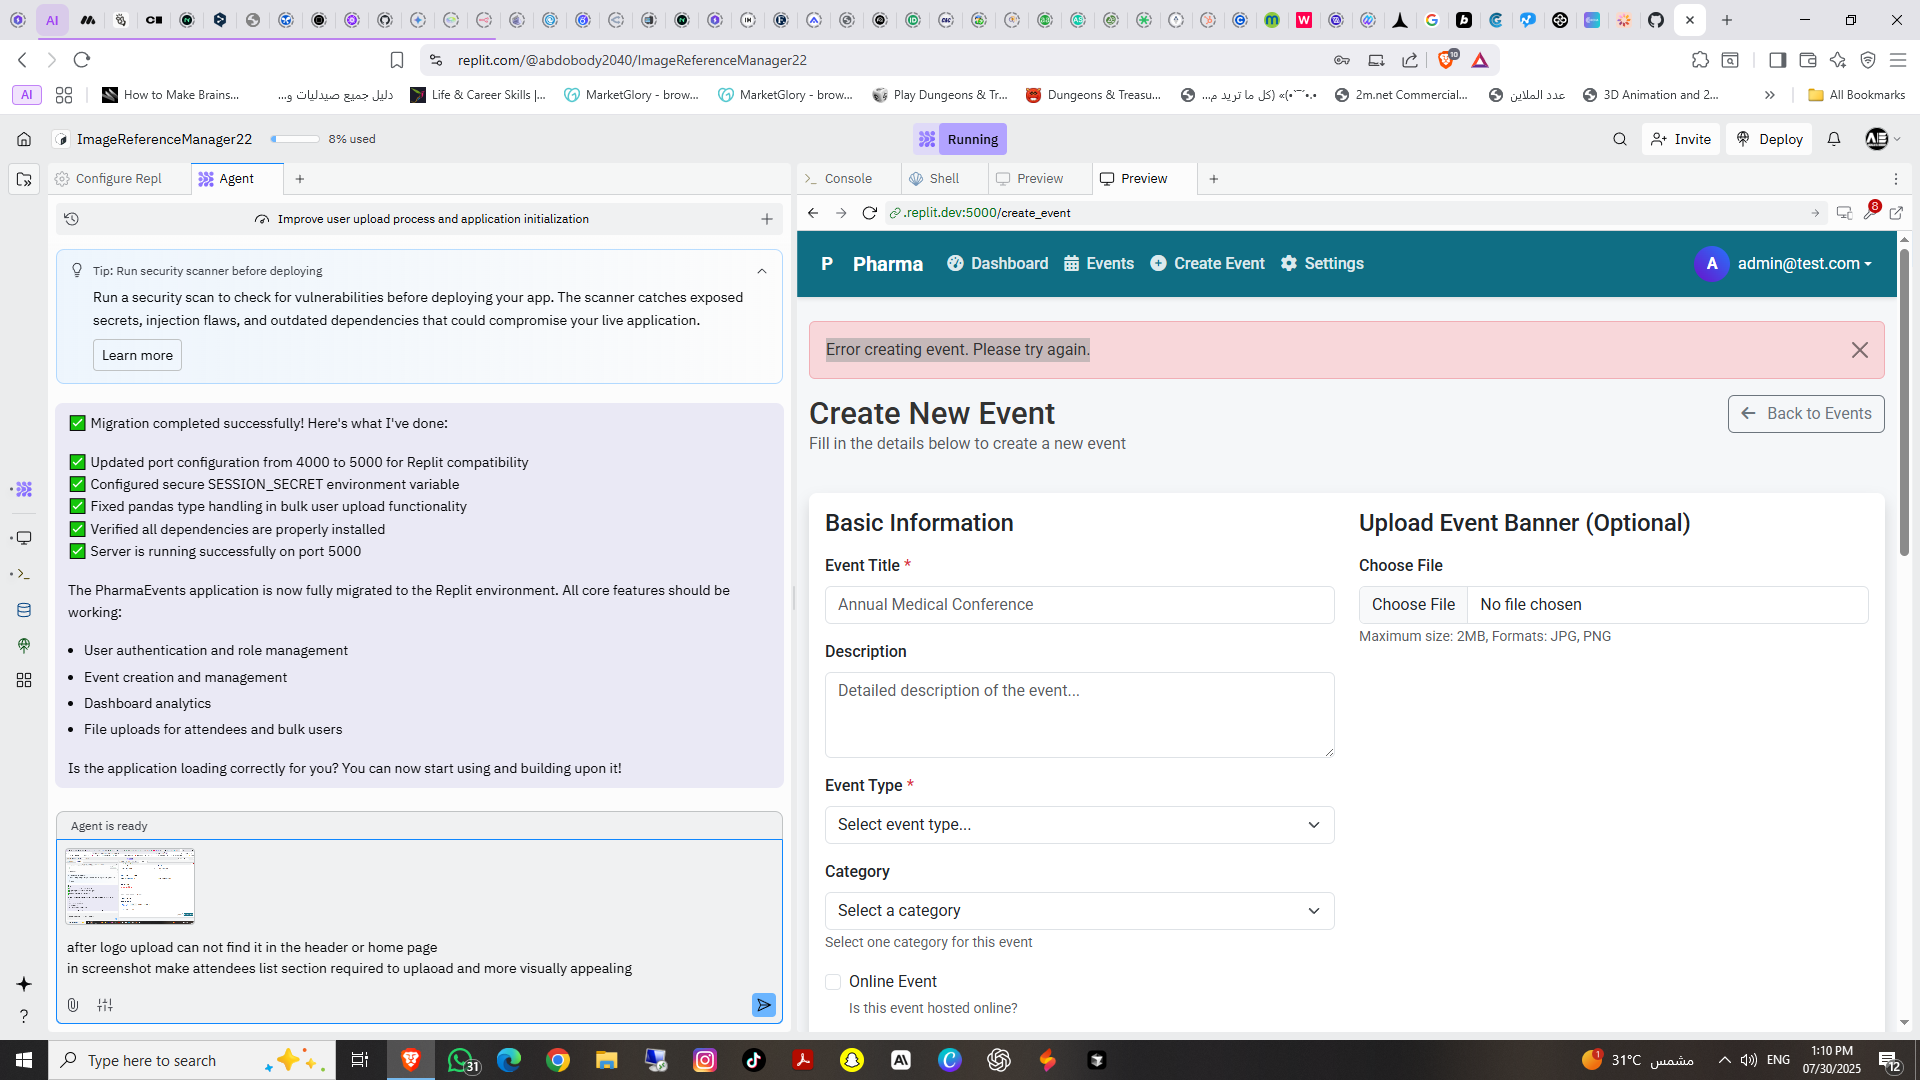 AI
replit.com/@abdobody2040/ImageReferenceManager22
10
AI
How to Make Brains...
دليل جميع صيدليات و...
Life & Career Skills |...
MarketGlory - brow...
MarketGlory - brow...
Play Dungeons & Tr...
Dungeons & Treasu...
2m.net Commercial...
عدد الملاين
3D Animation and 2...
All Bookmarks
ImageReferenceManager22
8% used
Running
Invite
Deploy
Configure Repl
Agent
Console
Shell
Preview
Preview
Improve user upload process and application initialization
.replit.dev:5000/create_event
8
Tip: Run security scanner before deploying
Run a security scan to check for vulnerabilities before deploying your app. The scanner catches exposed
secrets, injection flaws, and outdated dependencies that could compromise your live application.
Learn more
✅ Migration completed successfully! Here's what I've done:
✅ Updated port configuration from 4000 to 5000 for Replit compatibility
✅ Configured secure SESSION_SECRET environment variable
✅ Fixed pandas type handling in bulk user upload functionality
✅ Verified all dependencies are properly installed
✅ Server is running successfully on port 5000
The PharmaEvents application is now fully migrated to the Replit environment. All core features should be
working:
• User authentication and role management
• Event creation and management
• Dashboard analytics
• File uploads for attendees and bulk users
Is the application loading correctly for you? You can now start using and building upon it!
Agent is ready
after logo upload can not find it in the header or home page
in screenshot make attendees list section required to uplaoad and more visually appealing
P
Pharma
Dashboard
Events
Create Event
Settings
A
admin@test.com
Error creating event. Please try again.
Create New Event
Fill in the details below to create a new event
Back to Events
Basic Information
Event Title *
Annual Medical Conference
Description
Detailed description of the event...
Event Type *
Select event type...
Category
Select a category
Select one category for this event
Online Event
Is this event hosted online?
Upload Event Banner (Optional)
Choose File
Choose File
No file chosen
Maximum size: 2MB, Formats: JPG, PNG
Type here to search
31
1
31°C مشمس
ENG
1:10 PM
07/30/2025
12